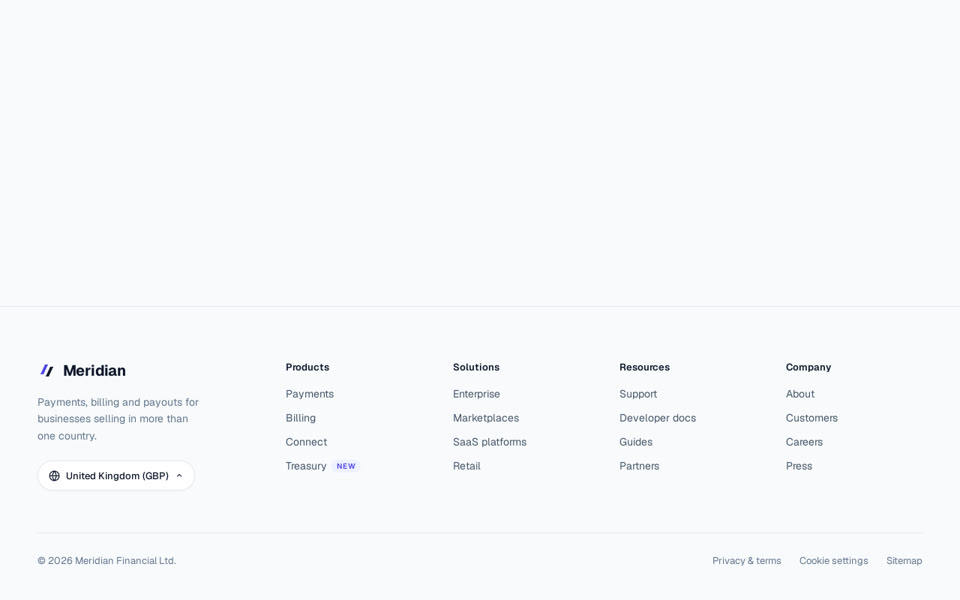 Meridian
Payments, billing and payouts for
businesses selling in more than
one country.
United Kingdom (GBP)
Products
Payments
Billing
Connect
Treasury NEW
Solutions
Enterprise
Marketplaces
SaaS platforms
Retail
Resources
Support
Developer docs
Guides
Partners
Company
About
Customers
Careers
Press
© 2026 Meridian Financial Ltd.
Privacy & terms
Cookie settings
Sitemap